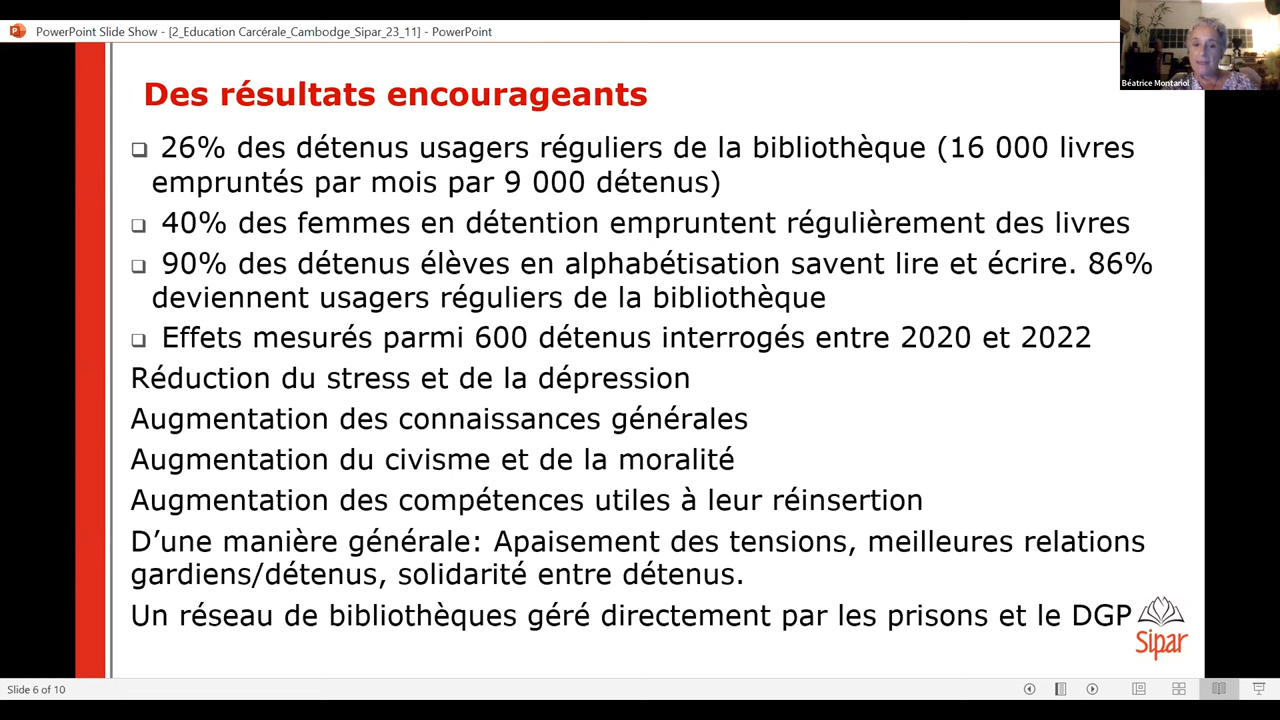 PowerPoint Slide Show - [2_Education Carcérale_Cambodge_Sipar_23_11] - PowerPoint
Béatrice Montariol
Des résultats encourageants
❑ 26% des détenus usagers réguliers de la bibliothèque (16 000 livres
empruntés par mois par 9 000 détenus)
❑ 40% des femmes en détention empruntent régulièrement des livres
❑ 90% des détenus élèves en alphabétisation savent lire et écrire. 86%
deviennent usagers réguliers de la bibliothèque
❑ Effets mesurés parmi 600 détenus interrogés entre 2020 et 2022
Réduction du stress et de la dépression
Augmentation des connaissances générales
Augmentation du civisme et de la moralité
Augmentation des compétences utiles à leur réinsertion
D’une manière générale: Apaisement des tensions, meilleures relations
gardiens/détenus, solidarité entre détenus.
Un réseau de bibliothèques géré directement par les prisons et le DGP
Sipar
Slide 6 of 10